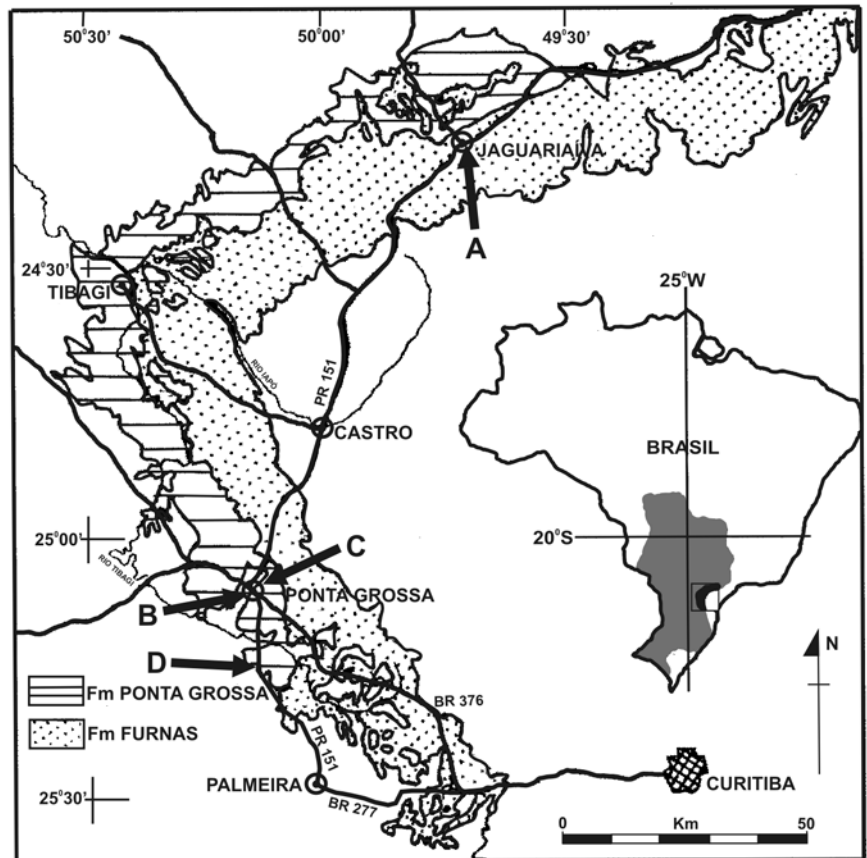 50°30'
50°00'
49°30'
JAGUARIAÍVA
A
24°30'
TIBAGI
25°W
RIO IAPÓ
PR 151
CASTRO
BRASIL
20°S
25°00'
C
RIO TIBAGI
PONTA GROSSA
B
D
N
Fm PONTA GROSSA
BR 376
Fm FURNAS
PR 151
PALMEIRA
CURITIBA
25°30'
BR 277
0 Km 50